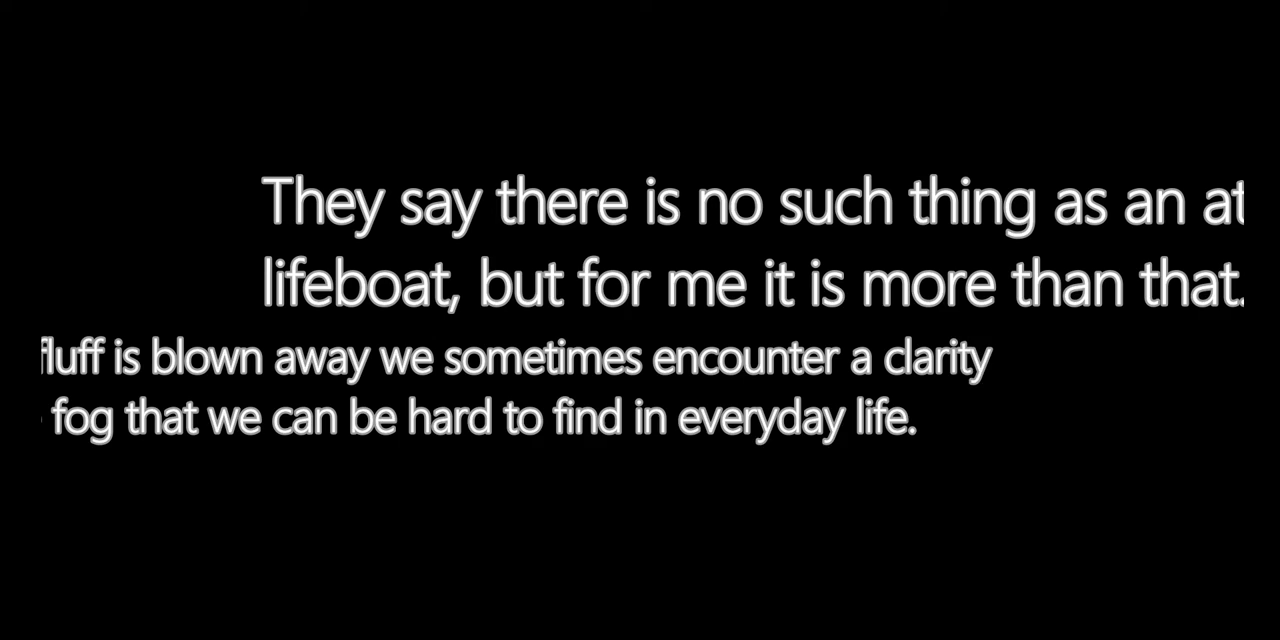 They say there is no such thing as an
lifeboat, but for me it is more than that.
fluff is blown away we sometimes encounter a clarity
fog that we can be hard to find in everyday life.